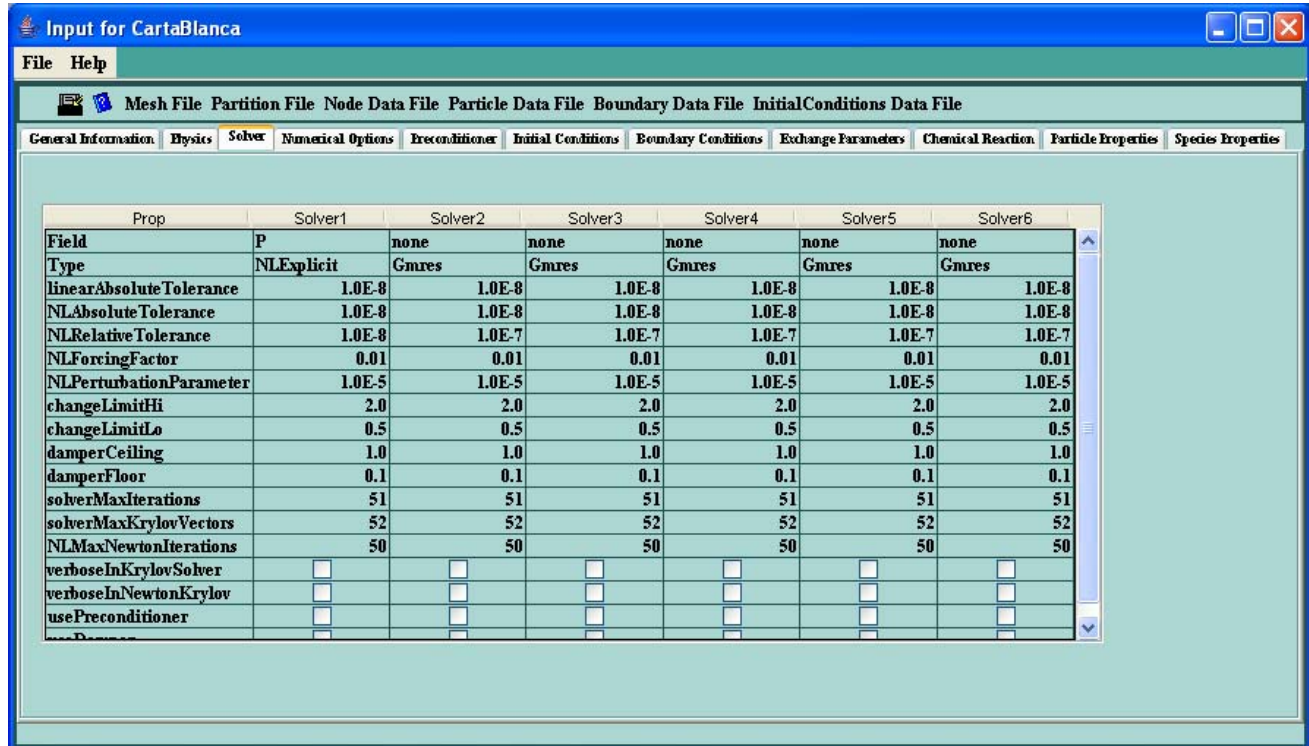 Input for CartaBlanca
File Help
Mesh File Partition File Node Data File Particle Data File Boundary Data File InitialConditions Data File
General Information Physics Solver Numerical Options Preconditioner Initial Conditions Boundary Conditions Exchange Parameters Chemical Reaction Particle Properties Species Properties
Prop Solver1 Solver2 Solver3 Solver4 Solver5 Solver6
Field P none none none none none
Type NLExplicit Gmres Gmres Gmres Gmres Gmres
linearAbsoluteTolerance 1.0E-8 1.0E-8 1.0E-8 1.0E-8 1.0E-8 1.0E-8
NLAbsoluteTolerance 1.0E-8 1.0E-8 1.0E-8 1.0E-8 1.0E-8 1.0E-8
NLRelativeTolerance 1.0E-8 1.0E-7 1.0E-7 1.0E-7 1.0E-7 1.0E-7
NLForcingFactor 0.01 0.01 0.01 0.01 0.01 0.01
NLPerturbationParameter 1.0E-5 1.0E-5 1.0E-5 1.0E-5 1.0E-5 1.0E-5
changeLimitHi 2.0 2.0 2.0 2.0 2.0 2.0
changeLimitLo 0.5 0.5 0.5 0.5 0.5 0.5
damperCeiling 1.0 1.0 1.0 1.0 1.0 1.0
damperFloor 0.1 0.1 0.1 0.1 0.1 0.1
solverMaxIterations 51 51 51 51 51 51
solverMaxKrylovVectors 52 52 52 52 52 52
NLMaxNewtonIterations 50 50 50 50 50 50
verboseInKrylovSolver
verboseInNewtonKrylov
usePreconditioner